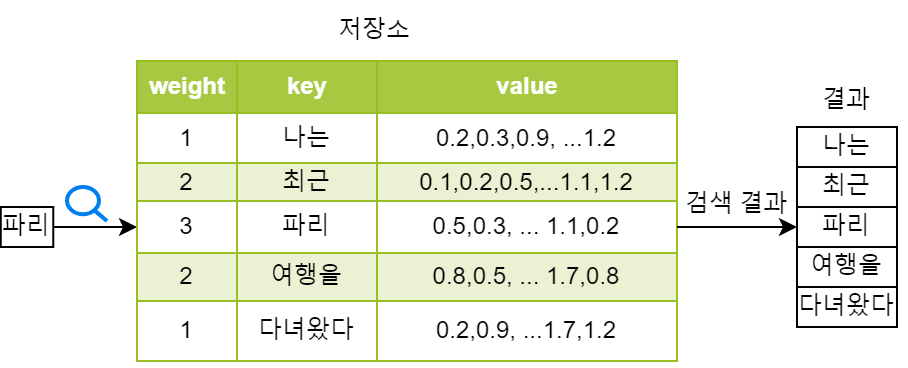 저장소
weight key value
1 나는 0.2,0.3,0.9, ...1.2
2 최근 0.1,0.2,0.5,...1.1,1.2
3 파리 0.5,0.3, ... 1.1,0.2
2 여행을 0.8,0.5, ... 1.7,0.8
1 다녀왔다 0.2,0.9, ...1.7,1.2
파리
검색 결과
결과
나는
최근
파리
여행을
다녀왔다